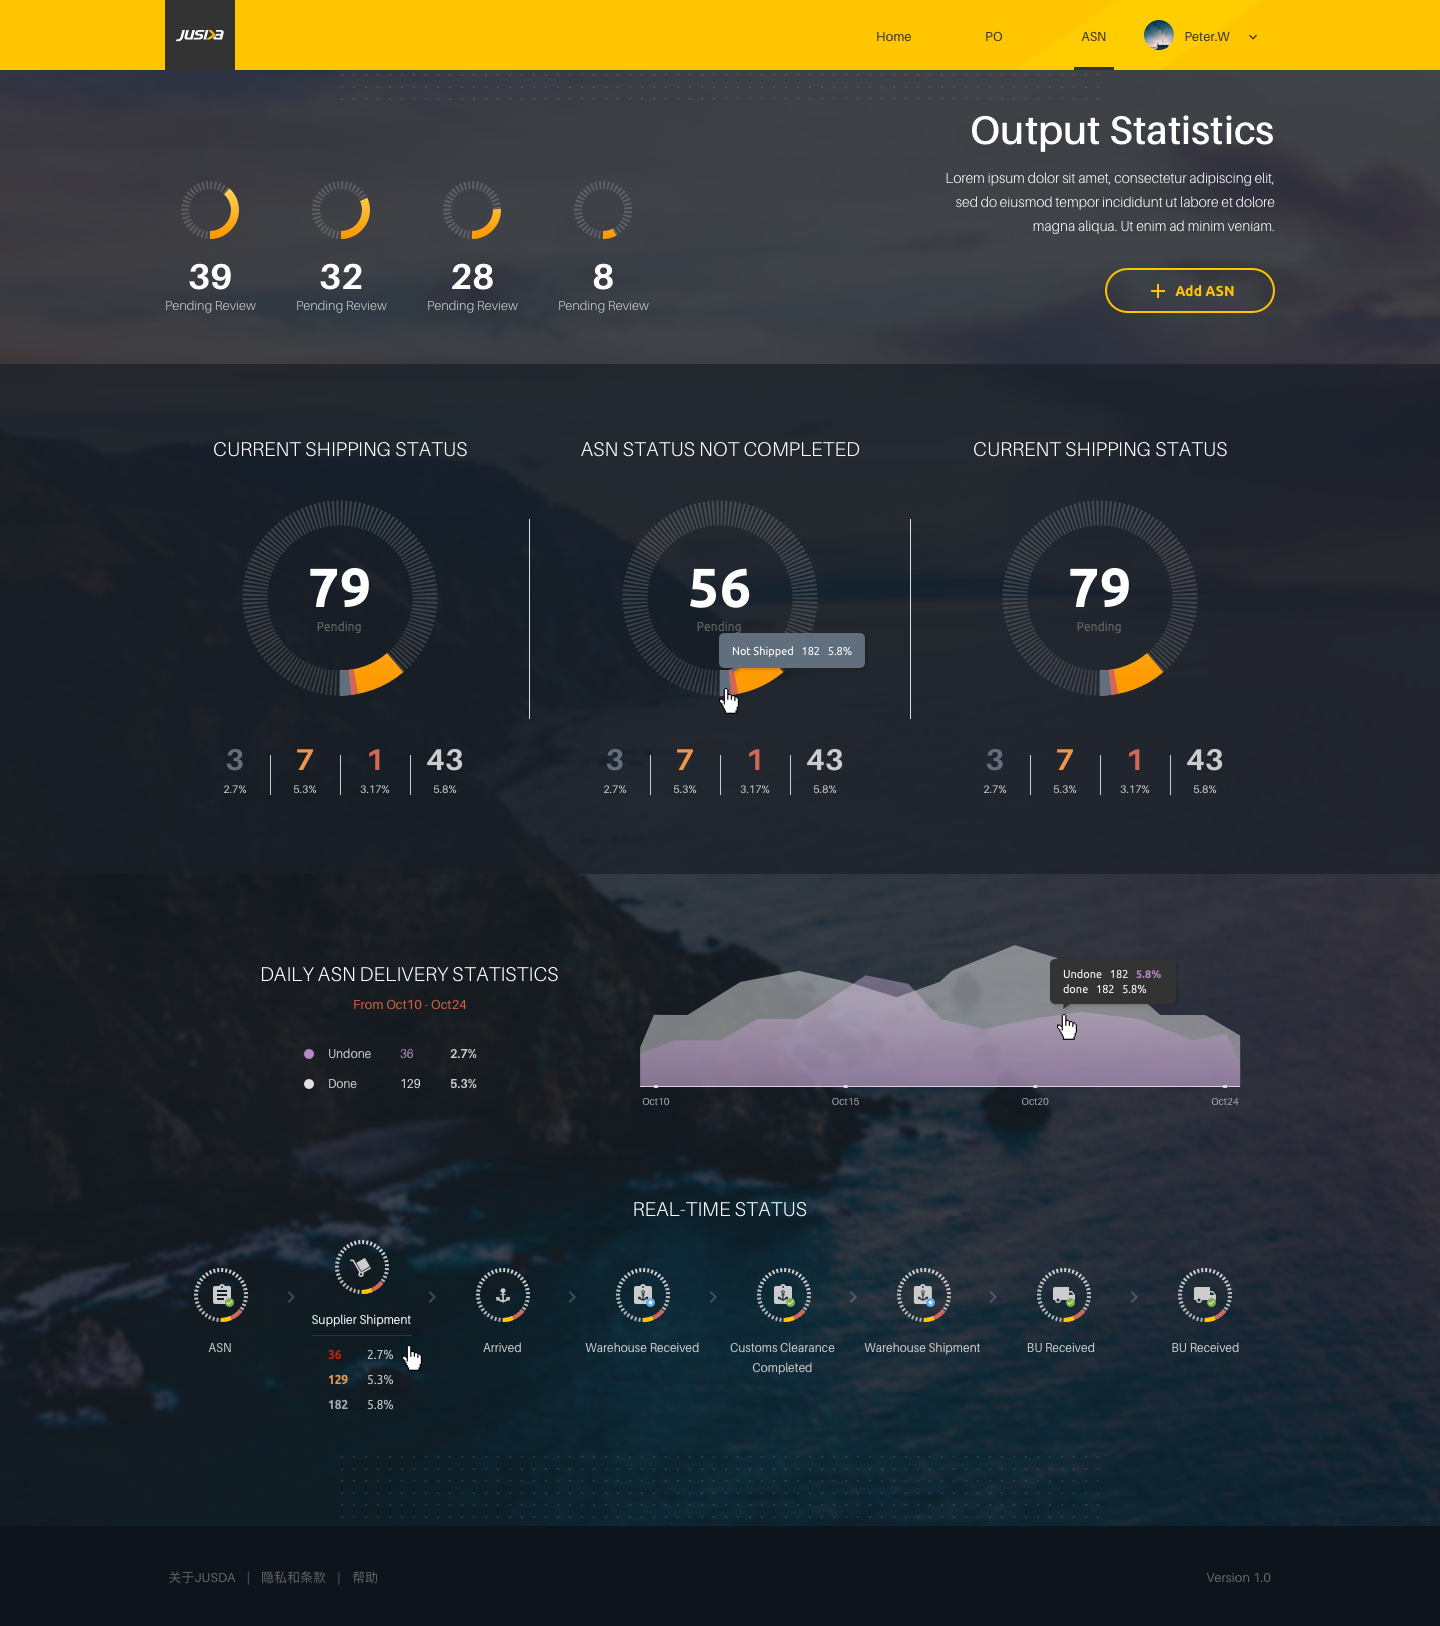 JUSDA
Home PO ASN Peter.W
Output Statistics
Lorem ipsum dolor sit amet, consectetur adipiscing elit,
sed do eiusmod tempor incididunt ut labore et dolore
magna aliqua. Ut enim ad minim veniam.
Add ASN
39 32 28 8
Pending Review Pending Review Pending Review Pending Review
CURRENT SHIPPING STATUS ASN STATUS NOT COMPLETED CURRENT SHIPPING STATUS
79 56 79
Pending Pending Pending
Not Shipped 182 5.8%
3 7 1 43 3 7 1 43 3 7 1 43
2.7% 5.3% 3.17% 5.8% 2.7% 5.3% 3.17% 5.8% 2.7% 5.3% 3.17% 5.8%
DAILY ASN DELIVERY STATISTICS
From Oct10 - Oct24
Undone 36 2.7%
Done 129 5.3%
Undone 182 5.8%
done 182 5.8%
Oct10 Oct15 Oct20 Oct24
REAL-TIME STATUS
ASN
Supplier Shipment
36 2.7%
129 5.3%
182 5.8%
Arrived
Warehouse Received
Customs Clearance
Completed
Warehouse Shipment
BU Received
BU Received
关于JUSDA | 隐私和条款 | 帮助
Version 1.0